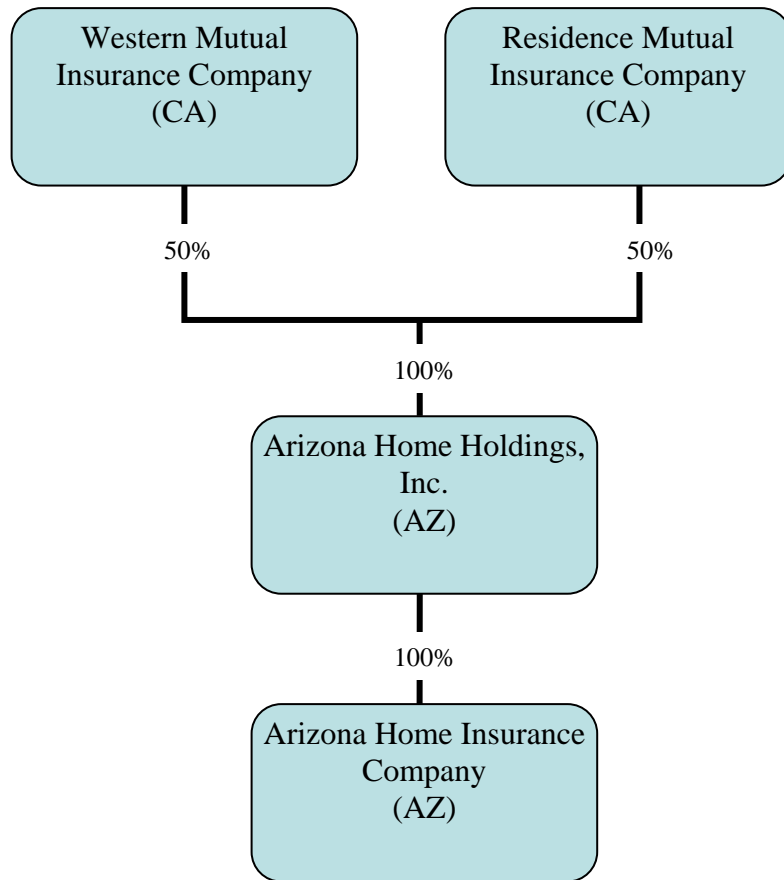 Western Mutual
Insurance Company
(CA)
Residence Mutual
Insurance Company
(CA)
50%
50%
100%
Arizona Home Holdings,
Inc.
(AZ)
100%
Arizona Home Insurance
Company
(AZ)